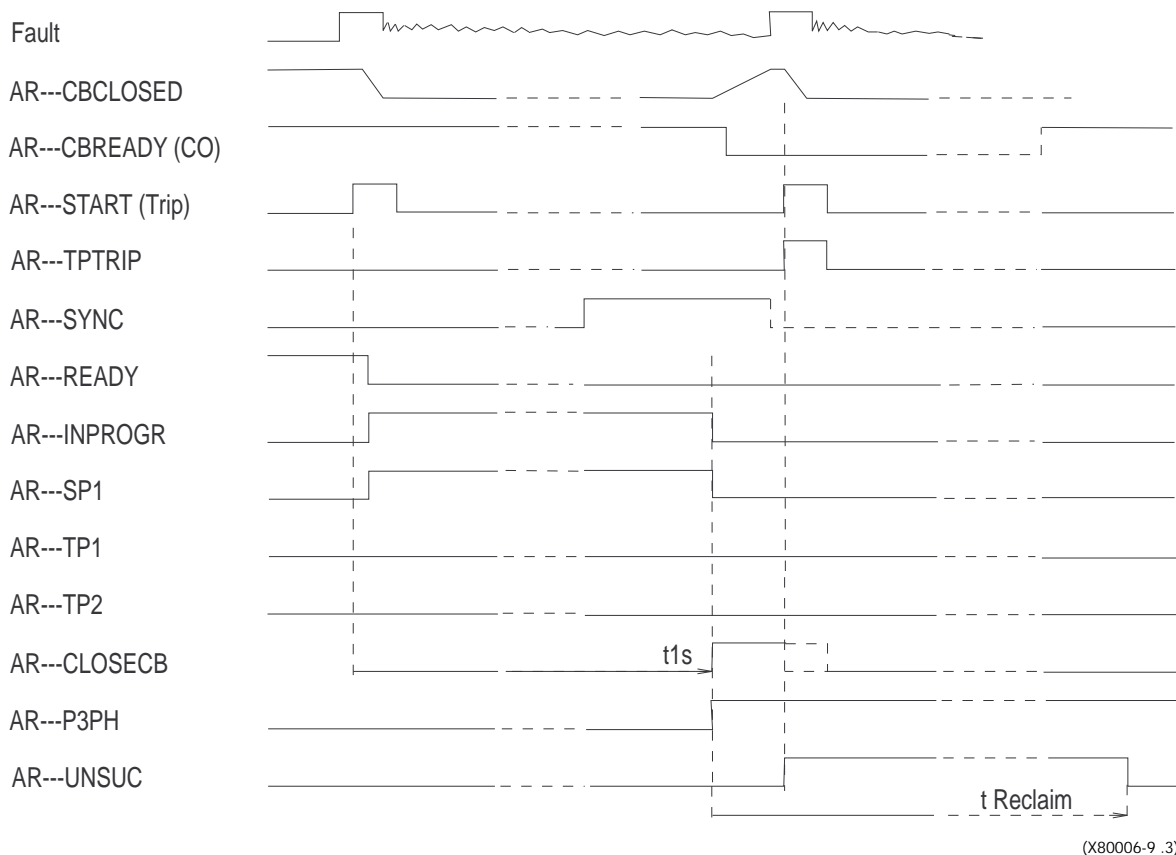 Fault
AR---CBCLOSED
AR---CBREADY (CO)
AR---START (Trip)
AR---TPTRIP
AR---SYNC
AR---READY
AR---INPROGR
AR---SP1
AR---TP1
AR---TP2
AR---CLOSECB
t1s
AR---P3PH
AR---UNSUC
t Reclaim
(X80006-9 .3)